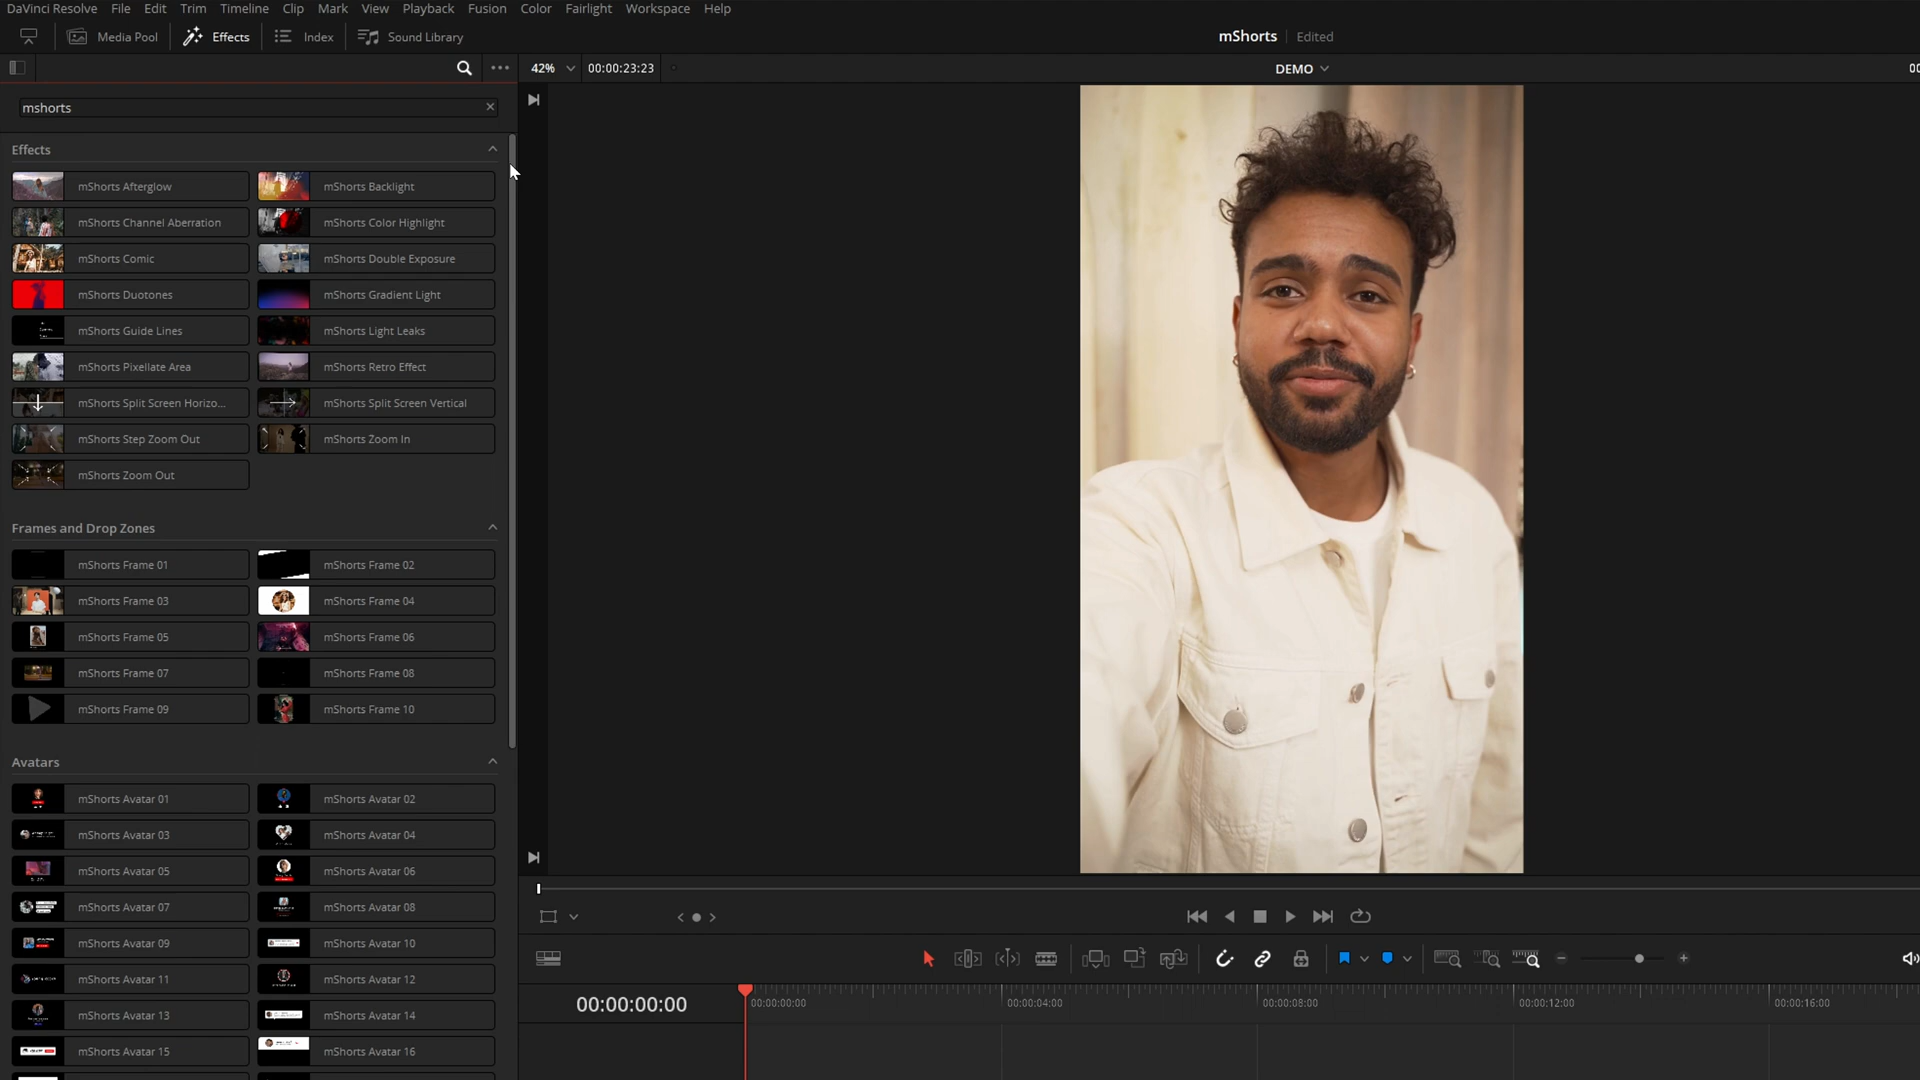 DaVinci Resolve File Edit Trim Timeline Clip Mark View Playback Fusion Color Fairlight Workspace Help
Media Pool Effects Index Sound Library mShorts Edited
42% 00:00:23:23 DEMO
mshorts
Effects
mShorts Afterglow mShorts Backlight
mShorts Channel Aberration mShorts Color Highlight
mShorts Comic mShorts Double Exposure
mShorts Duotones mShorts Gradient Light
mShorts Guide Lines mShorts Light Leaks
mShorts Pixellate Area mShorts Retro Effect
mShorts Split Screen Horizo... mShorts Split Screen Vertical
mShorts Step Zoom Out mShorts Zoom In
mShorts Zoom Out
Frames and Drop Zones
mShorts Frame 01 mShorts Frame 02
mShorts Frame 03 mShorts Frame 04
mShorts Frame 05 mShorts Frame 06
mShorts Frame 07 mShorts Frame 08
mShorts Frame 09 mShorts Frame 10
Avatars
mShorts Avatar 01 mShorts Avatar 02
mShorts Avatar 03 mShorts Avatar 04
mShorts Avatar 05 mShorts Avatar 06
mShorts Avatar 07 mShorts Avatar 08
mShorts Avatar 09 mShorts Avatar 10
mShorts Avatar 11 mShorts Avatar 12
mShorts Avatar 13 mShorts Avatar 14
mShorts Avatar 15 mShorts Avatar 16
00:00:00:00 00:00:00:00 00:00:04:00 00:00:08:00 00:00:12:00 00:00:16:00